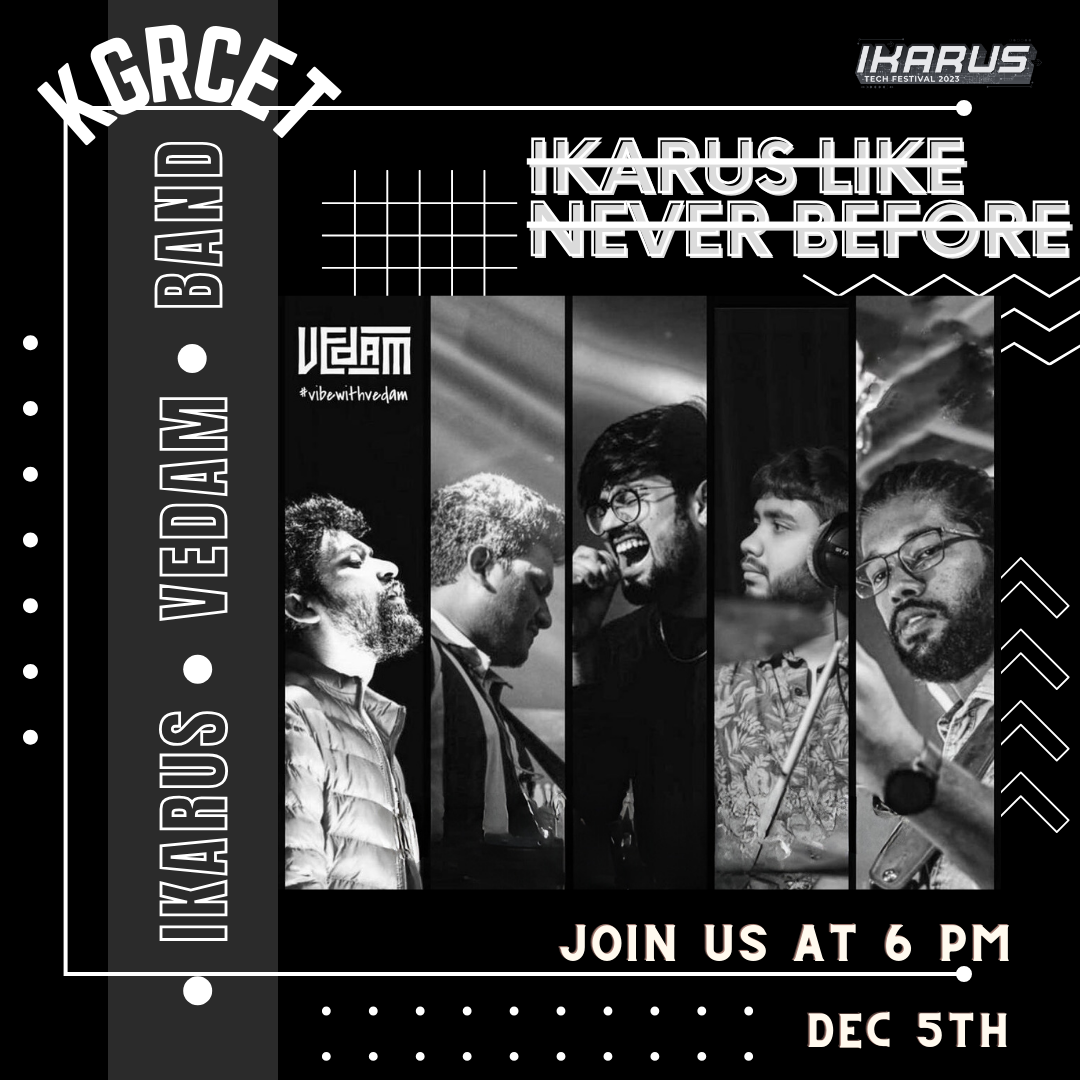 KGRCET
IKARUS
TECH FESTIVAL 2023
IKARUS LIKE
NEVER BEFORE
IKARUS • VEDAM • BAND
VEDAM
#vibewithvedam
JOIN US AT 6 PM
DEC 5TH